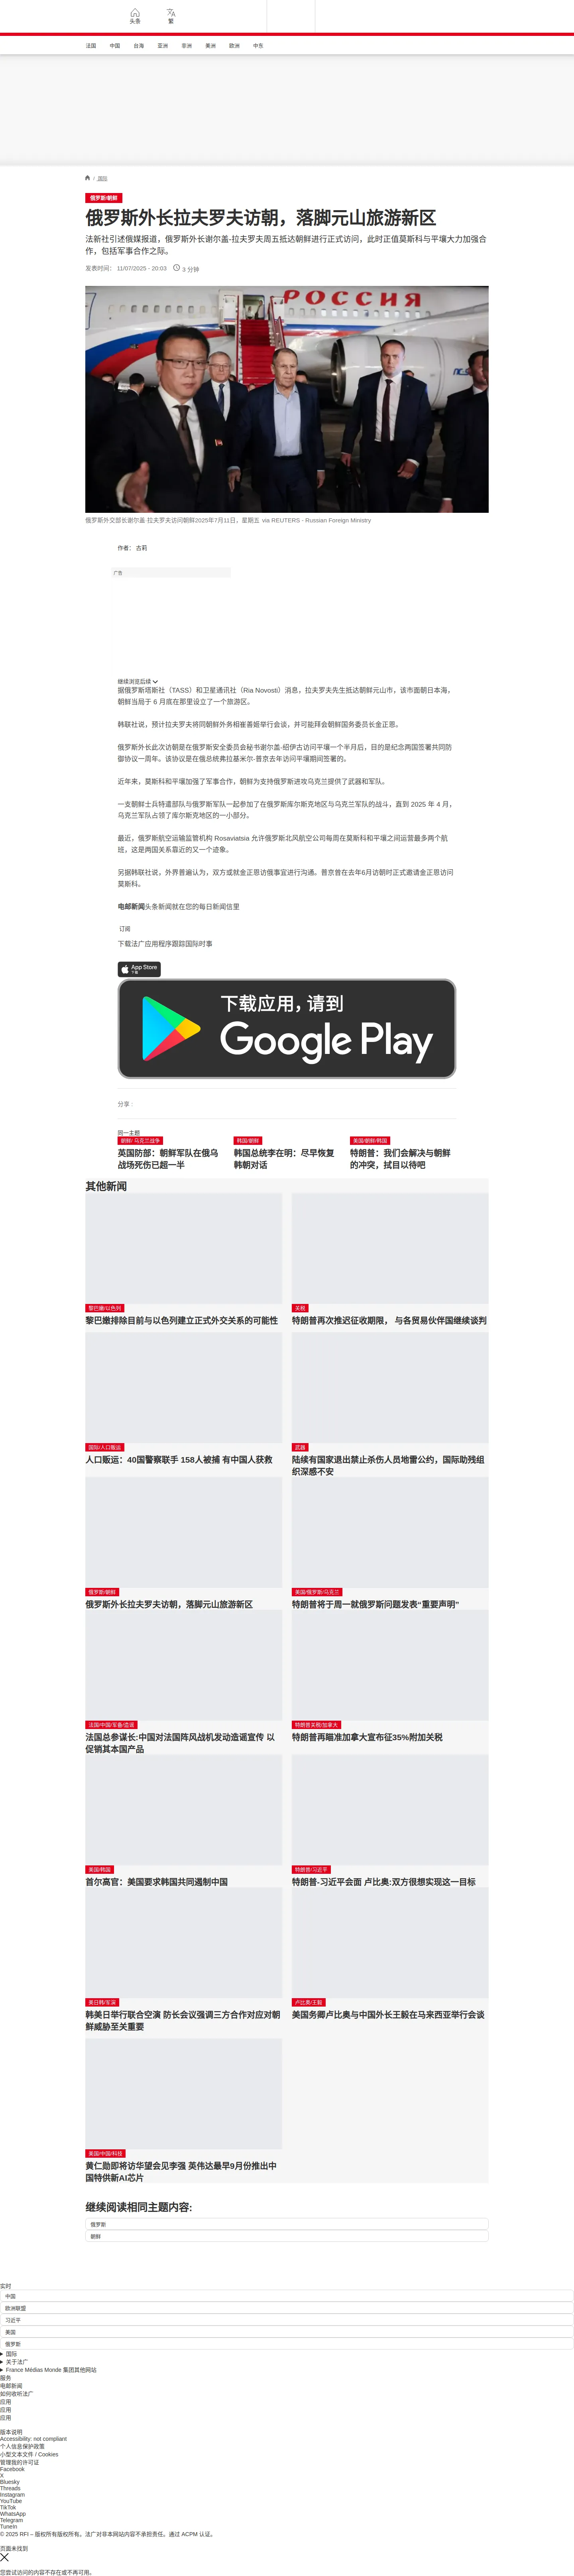 头条
繁
法国
中国
台海
亚洲
非洲
美洲
欧洲
中东
/ 国际
俄罗斯/朝鲜
俄罗斯外长拉夫罗夫访朝，落脚元山旅游新区
法新社引述俄媒报道，俄罗斯外长谢尔盖-拉夫罗夫周五抵达朝鲜进行正式访问，此时正值莫斯科与平壤大力加强合
作，包括军事合作之际。
发表时间： 11/07/2025 - 20:03
3 分钟
РОССИЯ
俄罗斯外交部长谢尔盖.拉夫罗夫访问朝鲜2025年7月11日，星期五 via REUTERS - Russian Foreign Ministry
作者： 古莉
广告
继续浏览后续
据俄罗斯塔斯社（TASS）和卫星通讯社（Ria Novosti）消息，拉夫罗夫先生抵达朝鲜元山市，该市面朝日本海，
朝鲜当局于 6 月底在那里设立了一个旅游区。
韩联社说，预计拉夫罗夫将同朝鲜外务相崔善姬举行会谈，并可能拜会朝鲜国务委员长金正恩。
俄罗斯外长此次访朝是在俄罗斯安全委员会秘书谢尔盖-绍伊古访问平壤一个半月后，目的是纪念两国签署共同防
御协议一周年。该协议是在俄总统弗拉基米尔-普京去年访问平壤期间签署的。
近年来，莫斯科和平壤加强了军事合作，朝鲜为支持俄罗斯进攻乌克兰提供了武器和军队。
一支朝鲜士兵特遣部队与俄罗斯军队一起参加了在俄罗斯库尔斯克地区与乌克兰军队的战斗，直到 2025 年 4 月，
乌克兰军队占领了库尔斯克地区的一小部分。
最近，俄罗斯航空运输监管机构 Rosaviatsia 允许俄罗斯北风航空公司每周在莫斯科和平壤之间运营最多两个航
班，这是两国关系靠近的又一个迹象。
另据韩联社说，外界普遍认为，双方或就金正恩访俄事宜进行沟通。普京曾在去年6月访朝时正式邀请金正恩访问
莫斯科。
电邮新闻头条新闻就在您的每日新闻信里
订阅
下载法广应用程序跟踪国际时事
App Store
下载
下载应用，请到
Google Play
分享 :
同一主题
朝鲜/ 乌克兰战争
英国防部：朝鲜军队在俄乌
战场死伤已超一半
韩国/朝鲜
韩国总统李在明：尽早恢复
韩朝对话
美国/朝鲜/韩国
特朗普：我们会解决与朝鲜
的冲突，拭目以待吧
其他新闻
黎巴嫩/以色列
黎巴嫩排除目前与以色列建立正式外交关系的可能性
关税
特朗普再次推迟征收期限， 与各贸易伙伴国继续谈判
国际/人口贩运
人口贩运：40国警察联手 158人被捕 有中国人获救
武器
陆续有国家退出禁止杀伤人员地雷公约，国际助残组
织深感不安
俄罗斯/朝鲜
俄罗斯外长拉夫罗夫访朝，落脚元山旅游新区
美国/俄罗斯/乌克兰
特朗普将于周一就俄罗斯问题发表“重要声明”
法国/中国/军备/造谣
法国总参谋长:中国对法国阵风战机发动造谣宣传 以
促销其本国产品
特朗普关税/加拿大
特朗普再瞄准加拿大宣布征35%附加关税
美国/韩国
首尔高官：美国要求韩国共同遏制中国
特朗普/习近平
特朗普-习近平会面 卢比奥:双方很想实现这一目标
美日韩/军演
韩美日举行联合空演 防长会议强调三方合作对应对朝
鲜威胁至关重要
卢比奥/王毅
美国务卿卢比奥与中国外长王毅在马来西亚举行会谈
美国/中国/科技
黄仁勋即将访华望会见李强 英伟达最早9月份推出中
国特供新AI芯片
继续阅读相同主题内容:
俄罗斯
朝鲜
实时
中国
欧洲联盟
习近平
美国
俄罗斯
国际
关于法广
France Médias Monde 集团其他网站
服务
电邮新闻
如何收听法广
应用
应用
应用
版本说明
Accessibility: not compliant
个人信息保护政策
小型文本文件 / Cookies
管理我的许可证
Facebook
X
Bluesky
Threads
Instagram
YouTube
TikTok
WhatsApp
Telegram
TuneIn
© 2025 RFI – 版权所有版权所有。法广对非本网站内容不承担责任。通过 ACPM 认证。
页面未找到
您尝试访问的内容不存在或不再可用。